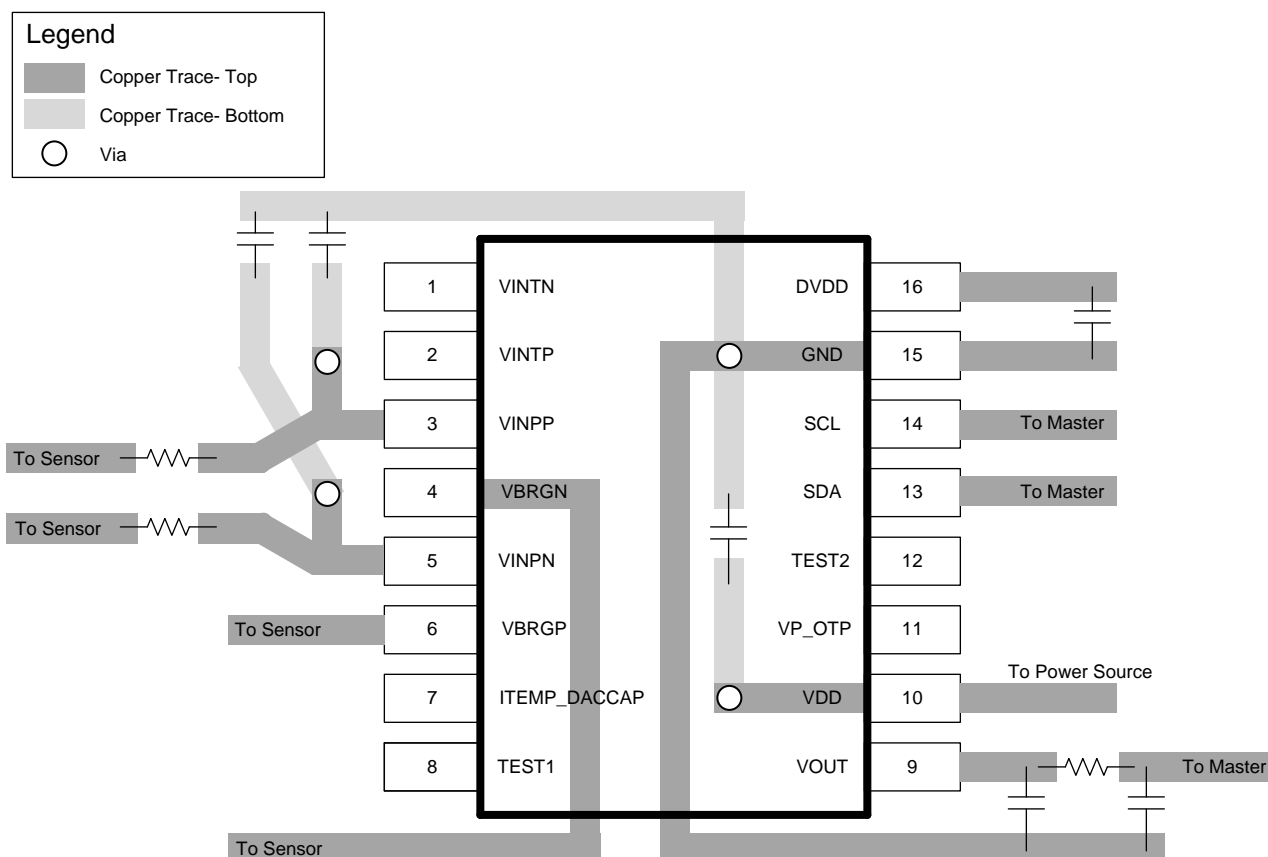 Legend
Copper Trace- Top
Copper Trace- Bottom
Via
1 VINTN DVDD 16
2 VINTP GND 15
3 VINPP SCL 14 To Master
To Sensor
4 VBRGN SDA 13 To Master
To Sensor
5 VINPN TEST2 12
To Sensor 6 VBRGP VP_OTP 11
To Power Source
7 ITEMP_DACCAP VDD 10
8 TEST1 VOUT 9 To Master
To Sensor